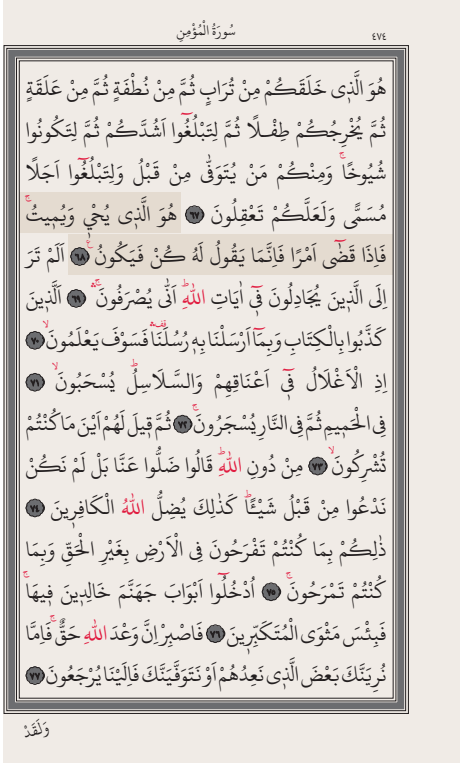 سُورَةُ الْمُؤْمِنِ ٤٧٤
هُوَ الَّذ۪ى خَلَقَكُمْ مِنْ تُرَابٍ ثُمَّ مِنْ نُطْفَةٍ ثُمَّ مِنْ عَلَقَةٍ
ثُمَّ يُخْرِجُكُمْ طِفْلًا ثُمَّ لِتَبْلُغُٓوا اَشُدَّكُمْ ثُمَّ لِتَكُونُوا
شُيُوخًاۚ وَمِنْكُمْ مَنْ يُتَوَفّٰى مِنْ قَبْلُ وَلِتَبْلُغُٓوا اَجَلًا
مُسَمًّى وَلَعَلَّكُمْ تَعْقِلُونَ ﴿٦٧﴾ هُوَ الَّذ۪ى يُحْي۪ وَيُم۪يتُۚ
فَاِذَا قَضٰٓى اَمْرًا فَاِنَّمَا يَقُولُ لَهُ كُنْ فَيَكُونُ۟ ﴿٦٨﴾ اَلَمْ تَرَ
اِلَى الَّذ۪ينَ يُجَادِلُونَ ف۪ٓى اٰيَاتِ اللّٰهِۜ اَنّٰى يُصْرَفُونَۚۛ ﴿٦٩﴾ اَلَّذ۪ينَ
كَذَّبُوا بِالْكِتَابِ وَبِمَٓا اَرْسَلْنَا بِه۪ رُسُلَنَا۠ۛ فَسَوْفَ يَعْلَمُونَۙ ﴿٧٠﴾
اِذِ الْاَغْلَالُ ف۪ٓى اَعْنَاقِهِمْ وَالسَّلَاسِلُۜ يُسْحَبُونَۙ ﴿٧١﴾
فِى الْحَم۪يمِ ثُمَّ فِى النَّارِ يُسْجَرُونَۚ ﴿٧٢﴾ ثُمَّ ق۪يلَ لَهُمْ اَيْنَ مَا كُنْتُمْ
تُشْرِكُونَۙ ﴿٧٣﴾ مِنْ دُونِ اللّٰهِۜ قَالُوا ضَلُّوا عَنَّا بَلْ لَمْ نَكُنْ
نَدْعُوا مِنْ قَبْلُ شَيْـًٔاۜ كَذٰلِكَ يُضِلُّ اللّٰهُ الْكَافِر۪ينَ ﴿٧٤﴾
ذٰلِكُمْ بِمَا كُنْتُمْ تَفْرَحُونَ فِى الْاَرْضِ بِغَيْرِ الْحَقِّ وَبِمَا
كُنْتُمْ تَمْرَحُونَۚ ﴿٧٥﴾ اُدْخُلُٓوا اَبْوَابَ جَهَنَّمَ خَالِد۪ينَ ف۪يهَاۚ
فَبِئْسَ مَثْوَى الْمُتَكَبِّر۪ينَ ﴿٧٦﴾ فَاصْبِرْ اِنَّ وَعْدَ اللّٰهِ حَقٌّۚ فَاِمَّا
نُرِيَنَّكَ بَعْضَ الَّذ۪ى نَعِدُهُمْ اَوْ نَتَوَفَّيَنَّكَ فَاِلَيْنَا يُرْجَعُونَ ﴿٧٧﴾
وَلَقَدْ